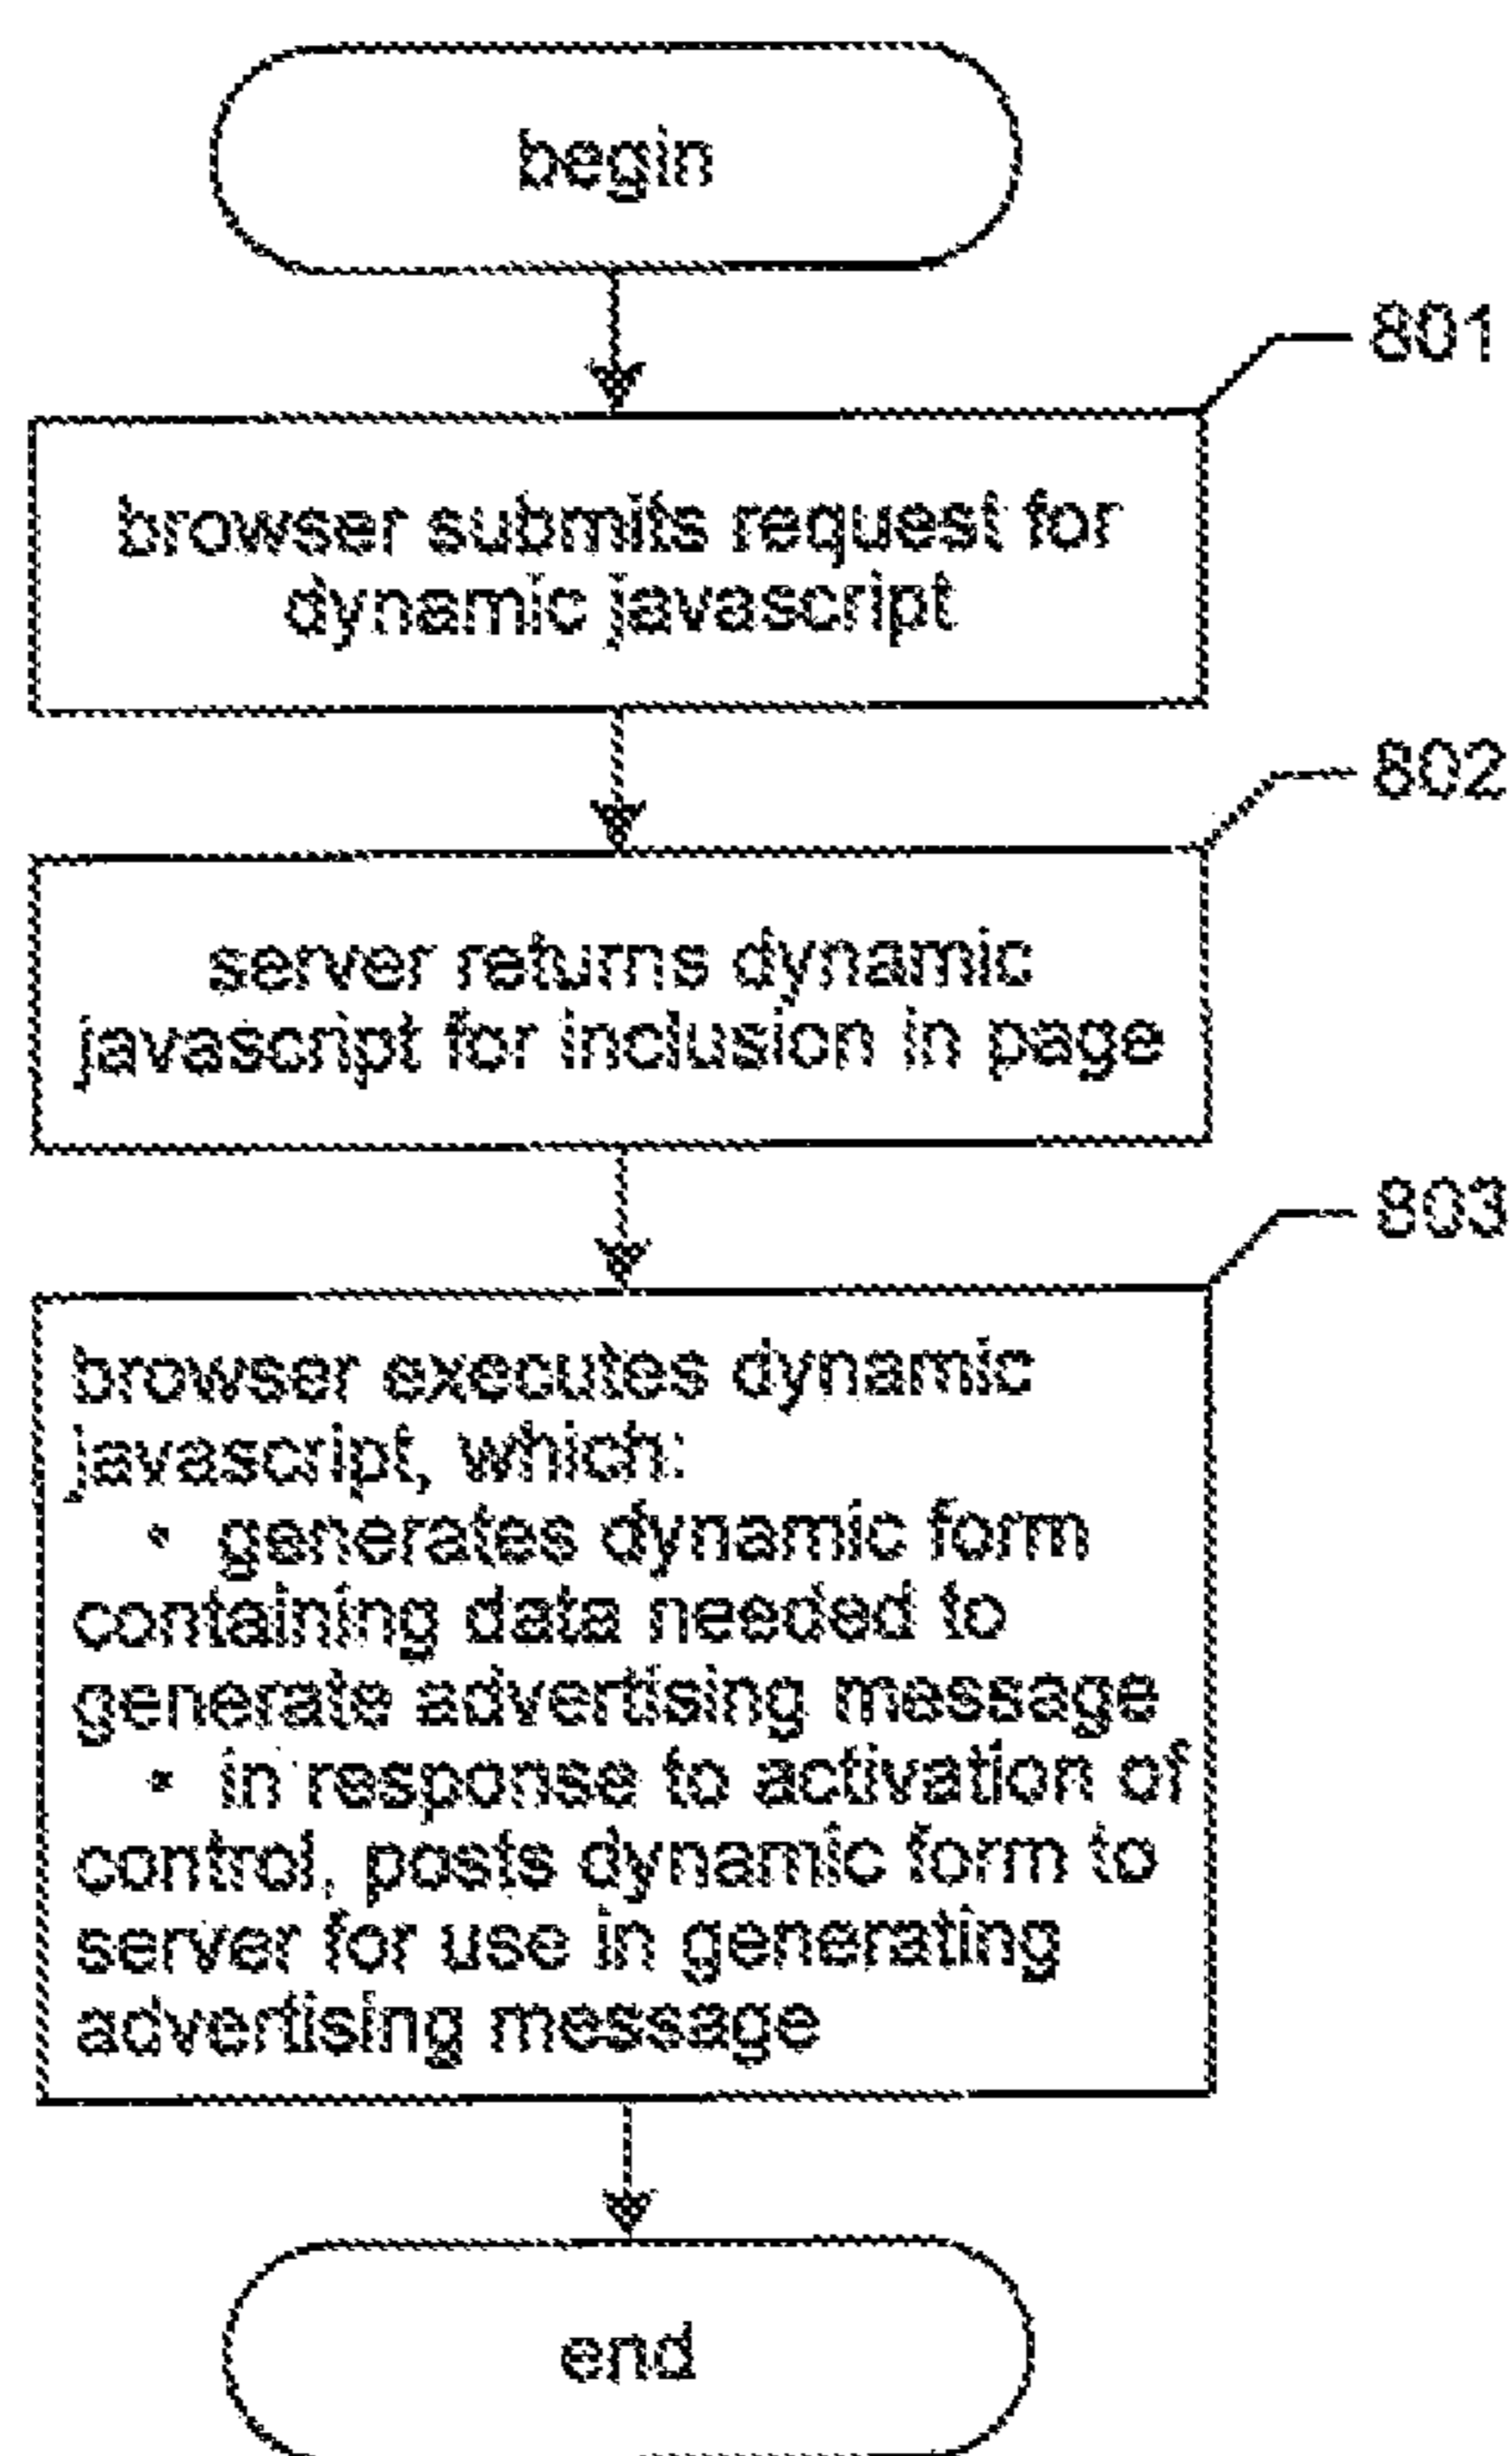 begin
801
browser submits request for
dynamic javascript
802
server returns dynamic
javascript for inclusion in page
803
browser executes dynamic
javascript, which:
• generates dynamic form
containing data needed to
generate advertising message
• in response to activation of
control, posts dynamic form to
server for use in generating
advertising message
end